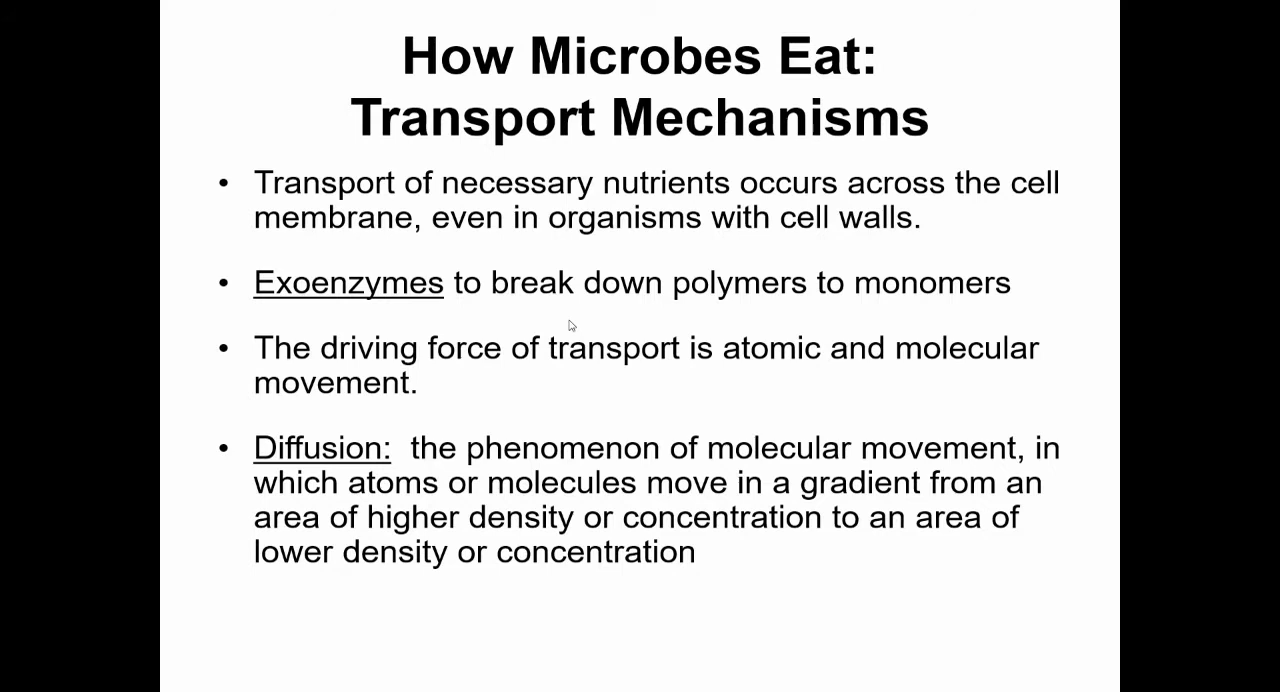 How Microbes Eat:
Transport Mechanisms
• Transport of necessary nutrients occurs across the cell
membrane, even in organisms with cell walls.
• Exoenzymes to break down polymers to monomers
• The driving force of transport is atomic and molecular
movement.
• Diffusion: the phenomenon of molecular movement, in
which atoms or molecules move in a gradient from an
area of higher density or concentration to an area of
lower density or concentration